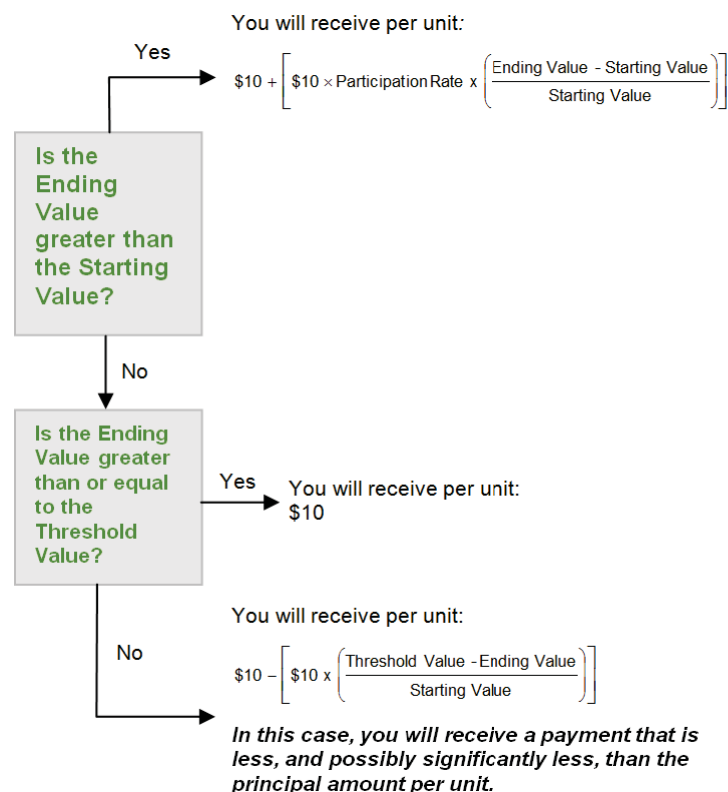 You will receive per unit:
Yes
$10 + [ $10 × Participation Rate x ( Ending Value - Starting Value / Starting Value ) ]
Is the
Ending
Value
greater than
the Starting
Value?
No
Is the Ending
Value greater
than or equal
to the
Threshold
Value?
Yes
You will receive per unit:
$10
No
You will receive per unit:
$10 – [ $10 x ( Threshold Value - Ending Value / Starting Value ) ]
In this case, you will receive a payment that is
less, and possibly significantly less, than the
principal amount per unit.